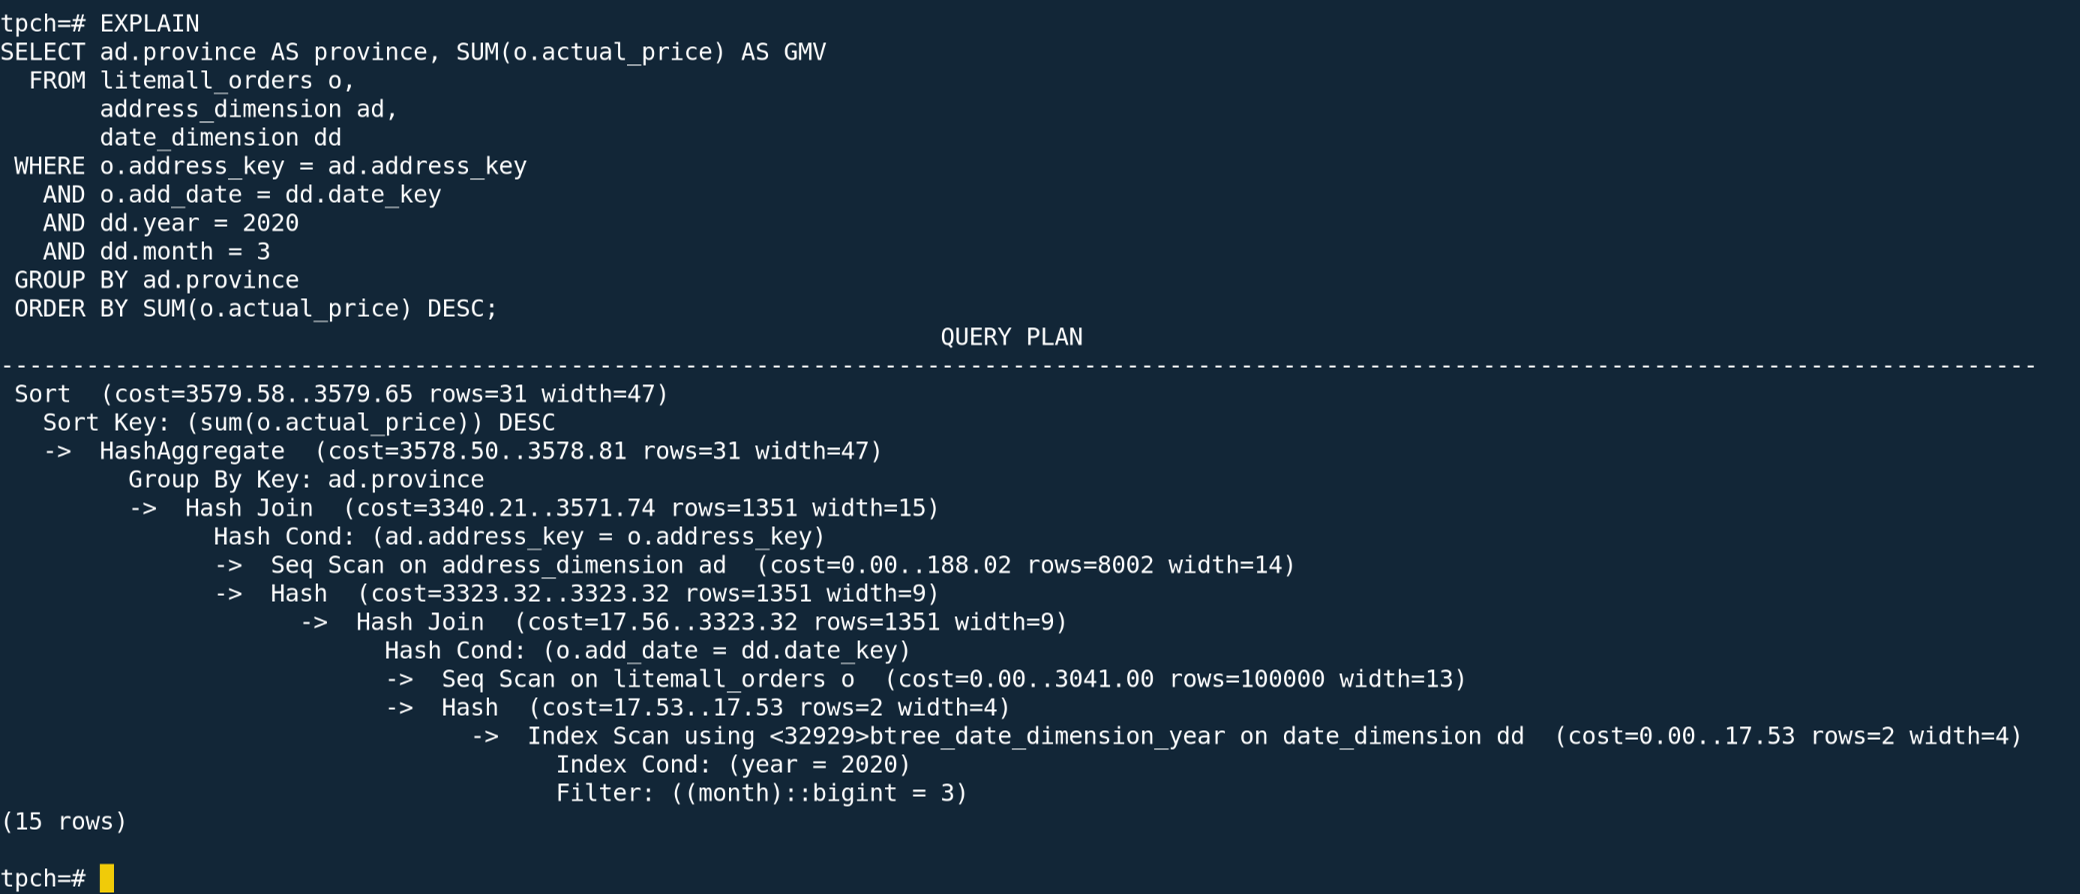 tpch=# EXPLAIN
SELECT ad.province AS province, SUM(o.actual_price) AS GMV
  FROM litemall_orders o,
       address_dimension ad,
       date_dimension dd
 WHERE o.address_key = ad.address_key
   AND o.add_date = dd.date_key
   AND dd.year = 2020
   AND dd.month = 3
 GROUP BY ad.province
 ORDER BY SUM(o.actual_price) DESC;
                                                                  QUERY PLAN
-----------------------------------------------------------------------------------------------------------------------------------------------
 Sort  (cost=3579.58..3579.65 rows=31 width=47)
   Sort Key: (sum(o.actual_price)) DESC
   ->  HashAggregate  (cost=3578.50..3578.81 rows=31 width=47)
         Group By Key: ad.province
         ->  Hash Join  (cost=3340.21..3571.74 rows=1351 width=15)
               Hash Cond: (ad.address_key = o.address_key)
               ->  Seq Scan on address_dimension ad  (cost=0.00..188.02 rows=8002 width=14)
               ->  Hash  (cost=3323.32..3323.32 rows=1351 width=9)
                     ->  Hash Join  (cost=17.56..3323.32 rows=1351 width=9)
                           Hash Cond: (o.add_date = dd.date_key)
                           ->  Seq Scan on litemall_orders o  (cost=0.00..3041.00 rows=100000 width=13)
                           ->  Hash  (cost=17.53..17.53 rows=2 width=4)
                                 ->  Index Scan using <32929>btree_date_dimension_year on date_dimension dd  (cost=0.00..17.53 rows=2 width=4)
                                       Index Cond: (year = 2020)
                                       Filter: ((month)::bigint = 3)
(15 rows)

tpch=#